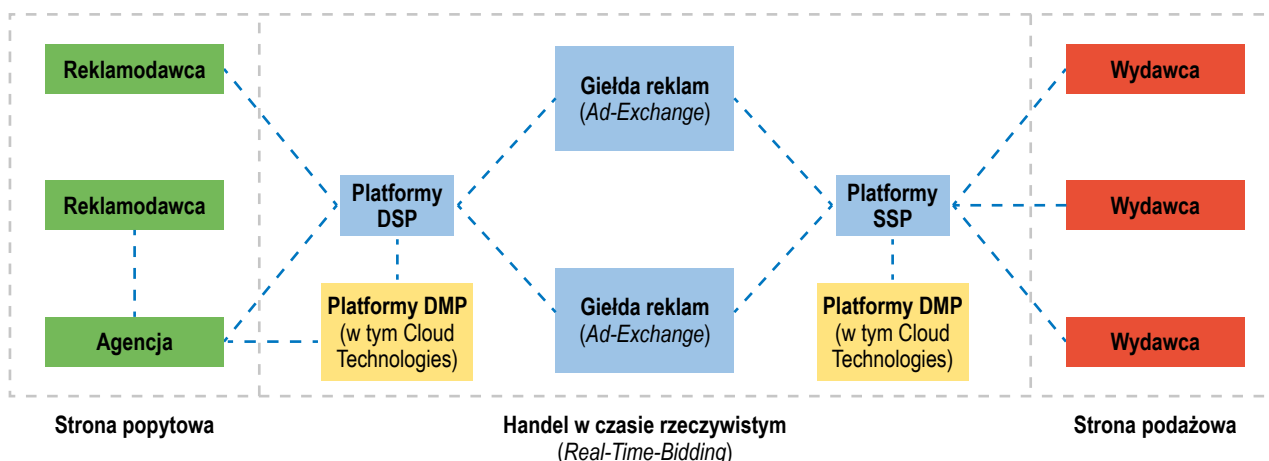 Reklamodawca
Giełda reklam
(Ad-Exchange)
Wydawca
Reklamodawca
Platformy
DSP
Platformy
SSP
Wydawca
Agencja
Platformy DMP
(w tym Cloud
Technologies)
Giełda reklam
(Ad-Exchange)
Platformy DMP
(w tym Cloud
Technologies)
Wydawca
Strona popytowa
Handel w czasie rzeczywistym
(Real-Time-Bidding)
Strona podażowa